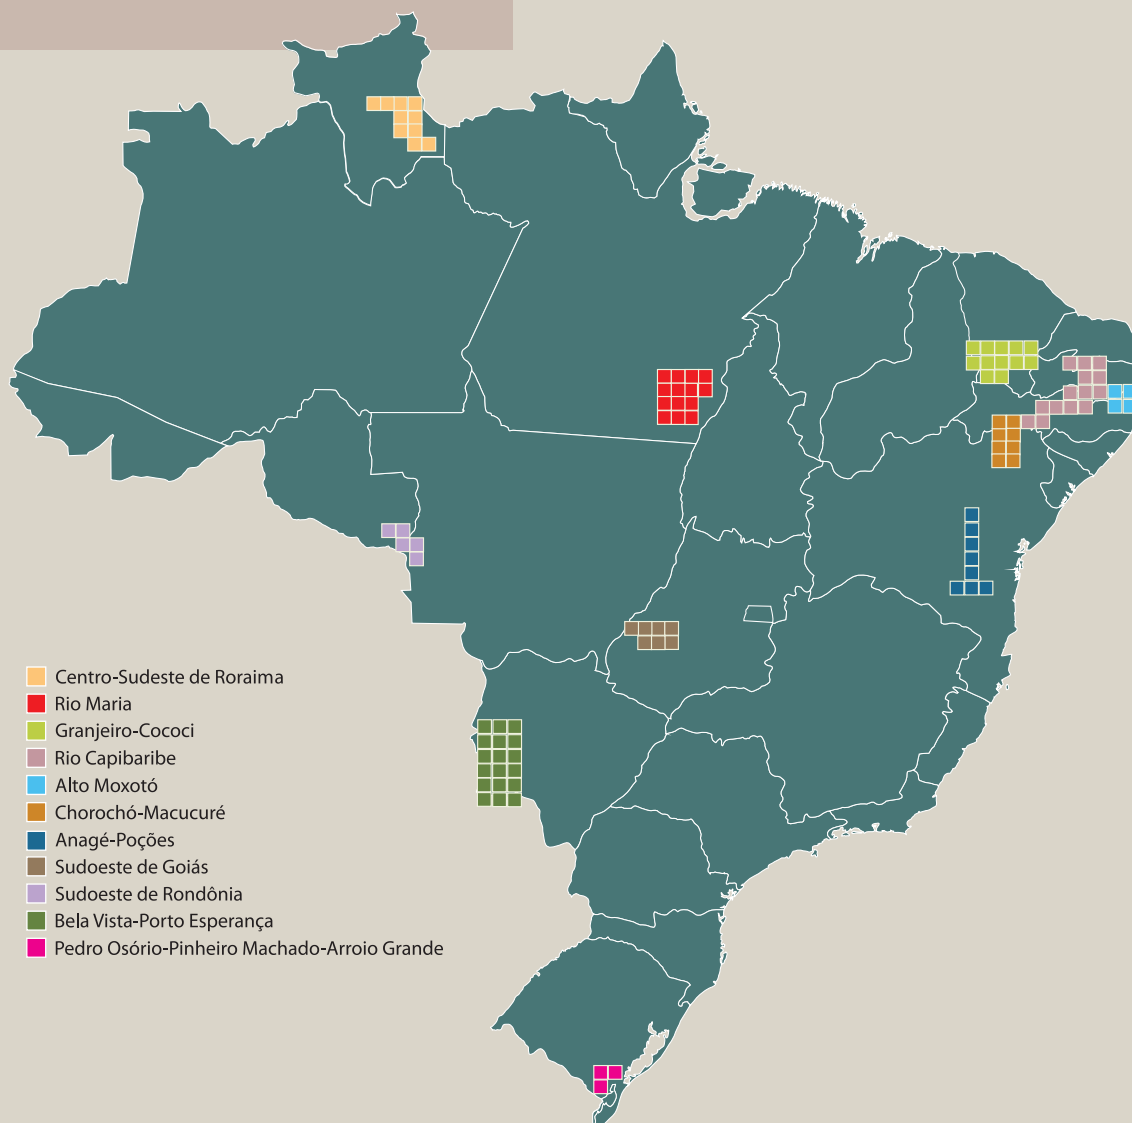 Centro-Sudeste de Roraima
Rio Maria
Granjeiro-Cococi
Rio Capibaribe
Alto Moxotó
Chorochó-Macucuré
Anagé-Poções
Sudoeste de Goiás
Sudoeste de Rondônia
Bela Vista-Porto Esperança
Pedro Osório-Pinheiro Machado-Arroio Grande